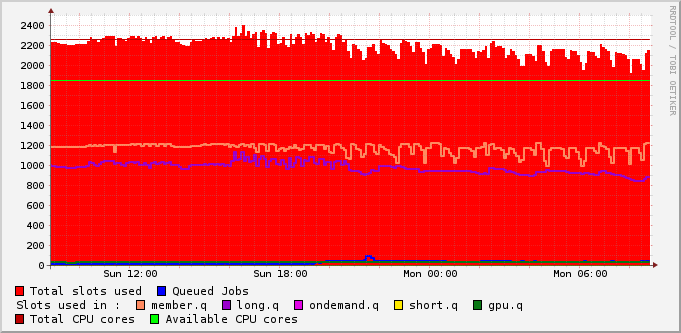 2400
2200
2000
1800
1600
1400
1200
1000
800
600
400
200
0
Sun 12:00 Sun 18:00 Mon 00:00 Mon 06:00
RRDTOOL / TOBI OETIKER
Total slots used Queued Jobs
Slots used in : member.q long.q ondemand.q short.q gpu.q
Total CPU cores Available CPU cores